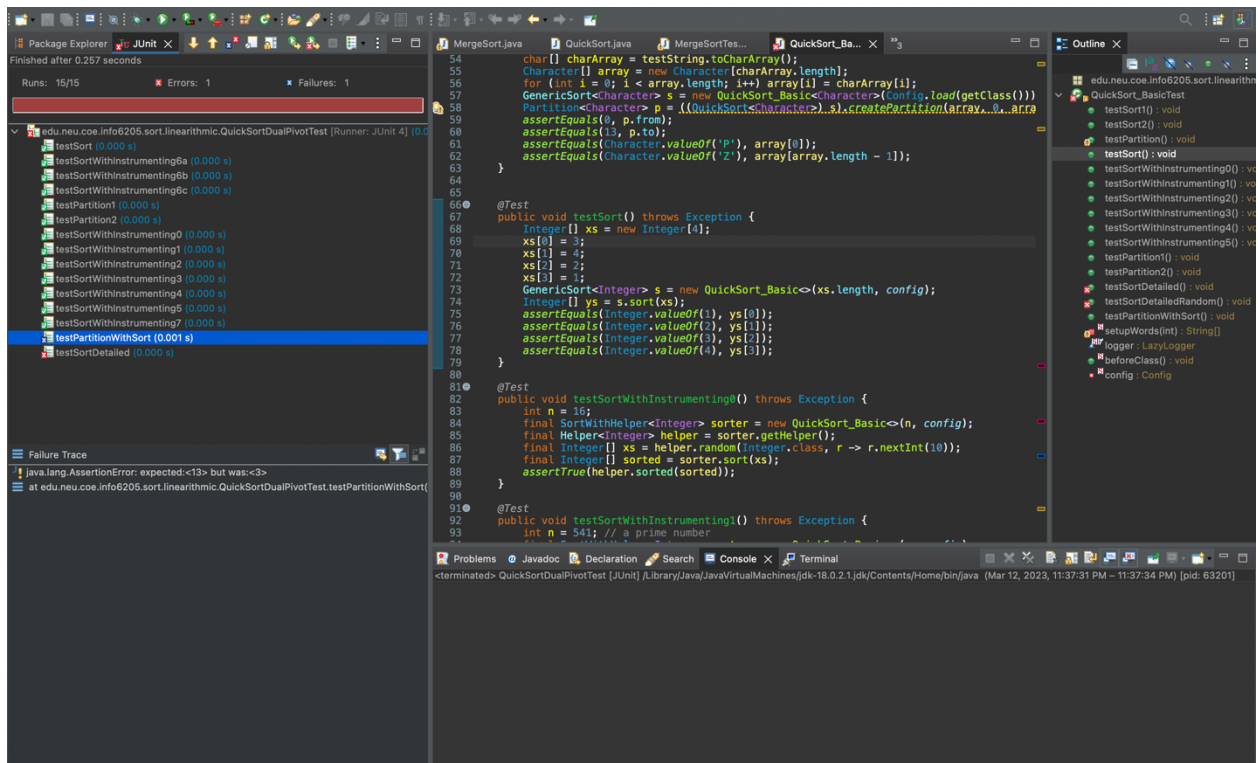 Package Explorer JUnit
Finished after 0.257 seconds
Runs: 15/15 Errors: 1 Failures: 1
edu.neu.coe.info6205.sort.linearithmic.QuickSortDualPivotTest [Runner: JUnit 4] (0.0
testSort (0.000 s)
testSortWithInstrumenting6a (0.000 s)
testSortWithInstrumenting6b (0.000 s)
testSortWithInstrumenting6c (0.000 s)
testPartition1 (0.000 s)
testPartition2 (0.000 s)
testSortWithInstrumenting0 (0.000 s)
testSortWithInstrumenting1 (0.000 s)
testSortWithInstrumenting2 (0.000 s)
testSortWithInstrumenting3 (0.000 s)
testSortWithInstrumenting4 (0.000 s)
testSortWithInstrumenting5 (0.000 s)
testSortWithInstrumenting7 (0.000 s)
testPartitionWithSort (0.001 s)
testSortDetailed (0.000 s)
Failure Trace
java.lang.AssertionError: expected:<13> but was:<3>
at edu.neu.coe.info6205.sort.linearithmic.QuickSortDualPivotTest.testPartitionWithSort(
MergeSort.java QuickSort.java MergeSortTes... QuickSort_Ba... 3
54 char[] charArray = testString.toCharArray();
55 Character[] array = new Character[charArray.length];
56 for (int i = 0; i < array.length; i++) array[i] = charArray[i];
57 GenericSort<Character> s = new QuickSort_Basic<Character>(Config.load(getClass()))
58 Partition<Character> p = ((QuickSort<Character>) s).createPartition(array, 0, arra
59 assertEquals(0, p.from);
60 assertEquals(13, p.to);
61 assertEquals(Character.valueOf('P'), array[0]);
62 assertEquals(Character.valueOf('Z'), array[array.length - 1]);
63 }
64
65
66 @Test
67 public void testSort() throws Exception {
68 Integer[] xs = new Integer[4];
69 xs[0] = 3;
70 xs[1] = 4;
71 xs[2] = 2;
72 xs[3] = 1;
73 GenericSort<Integer> s = new QuickSort_Basic<>(xs.length, config);
74 Integer[] ys = s.sort(xs);
75 assertEquals(Integer.valueOf(1), ys[0]);
76 assertEquals(Integer.valueOf(2), ys[1]);
77 assertEquals(Integer.valueOf(3), ys[2]);
78 assertEquals(Integer.valueOf(4), ys[3]);
79 }
80
81 @Test
82 public void testSortWithInstrumenting0() throws Exception {
83 int n = 16;
84 final SortWithHelper<Integer> sorter = new QuickSort_Basic<>(n, config);
85 final Helper<Integer> helper = sorter.getHelper();
86 final Integer[] xs = helper.random(Integer.class, r -> r.nextInt(10));
87 final Integer[] sorted = sorter.sort(xs);
88 assertTrue(helper.sorted(sorted));
89 }
90
91 @Test
92 public void testSortWithInstrumenting1() throws Exception {
93 int n = 541; // a prime number
Outline
edu.neu.coe.info6205.sort.linearithn
QuickSort_BasicTest
testSort1() : void
testSort2() : void
testPartition() : void
testSort() : void
testSortWithInstrumenting0() : vo
testSortWithInstrumenting1() : vo
testSortWithInstrumenting2() : vo
testSortWithInstrumenting3() : vo
testSortWithInstrumenting4() : vo
testSortWithInstrumenting5() : vo
testPartition1() : void
testPartition2() : void
testSortDetailed() : void
testSortDetailedRandom() : void
testPartitionWithSort() : void
setupWords(int) : String[]
logger : LazyLogger
beforeClass() : void
config : Config
Problems Javadoc Declaration Search Console Terminal
<terminated> QuickSortDualPivotTest [JUnit] /Library/Java/JavaVirtualMachines/jdk-18.0.2.1.jdk/Contents/Home/bin/java (Mar 12, 2023, 11:37:31 PM – 11:37:34 PM) [pid: 63201]